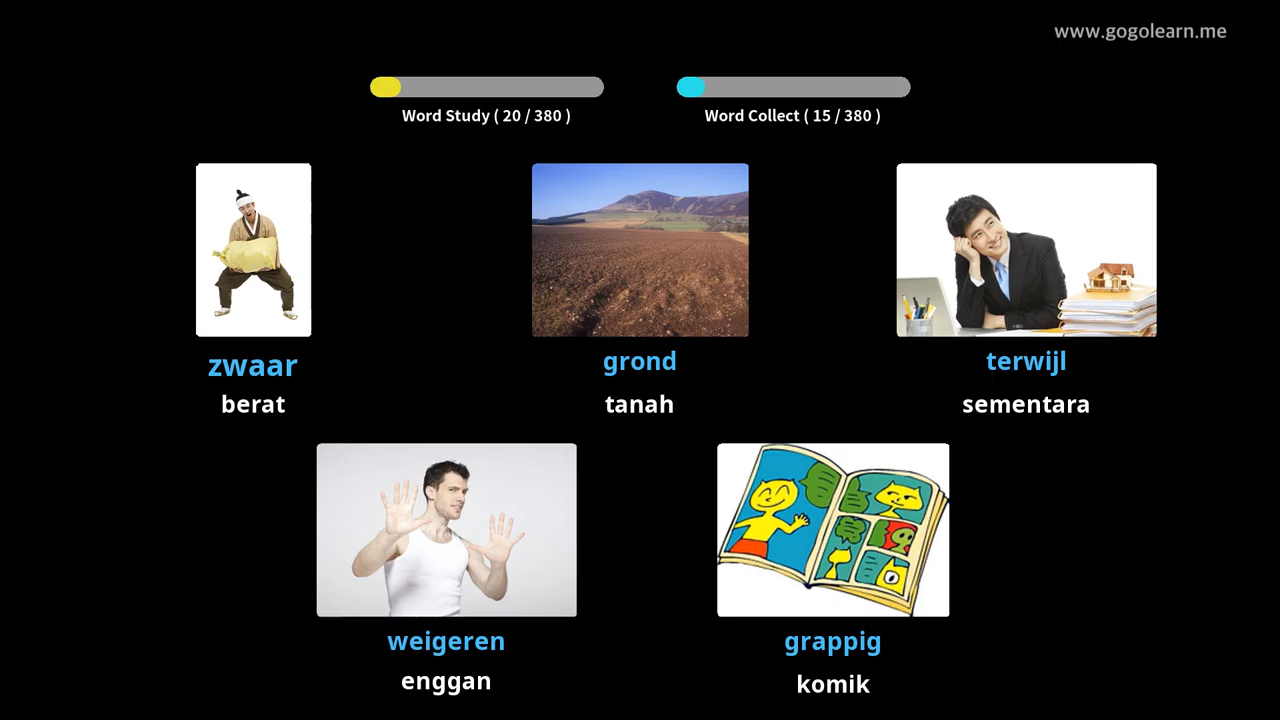 www.gogolearn.me
Word Study ( 20 / 380 )
Word Collect ( 15 / 380 )
zwaar
berat
grond
tanah
terwijl
sementara
weigeren
enggan
grappig
komik